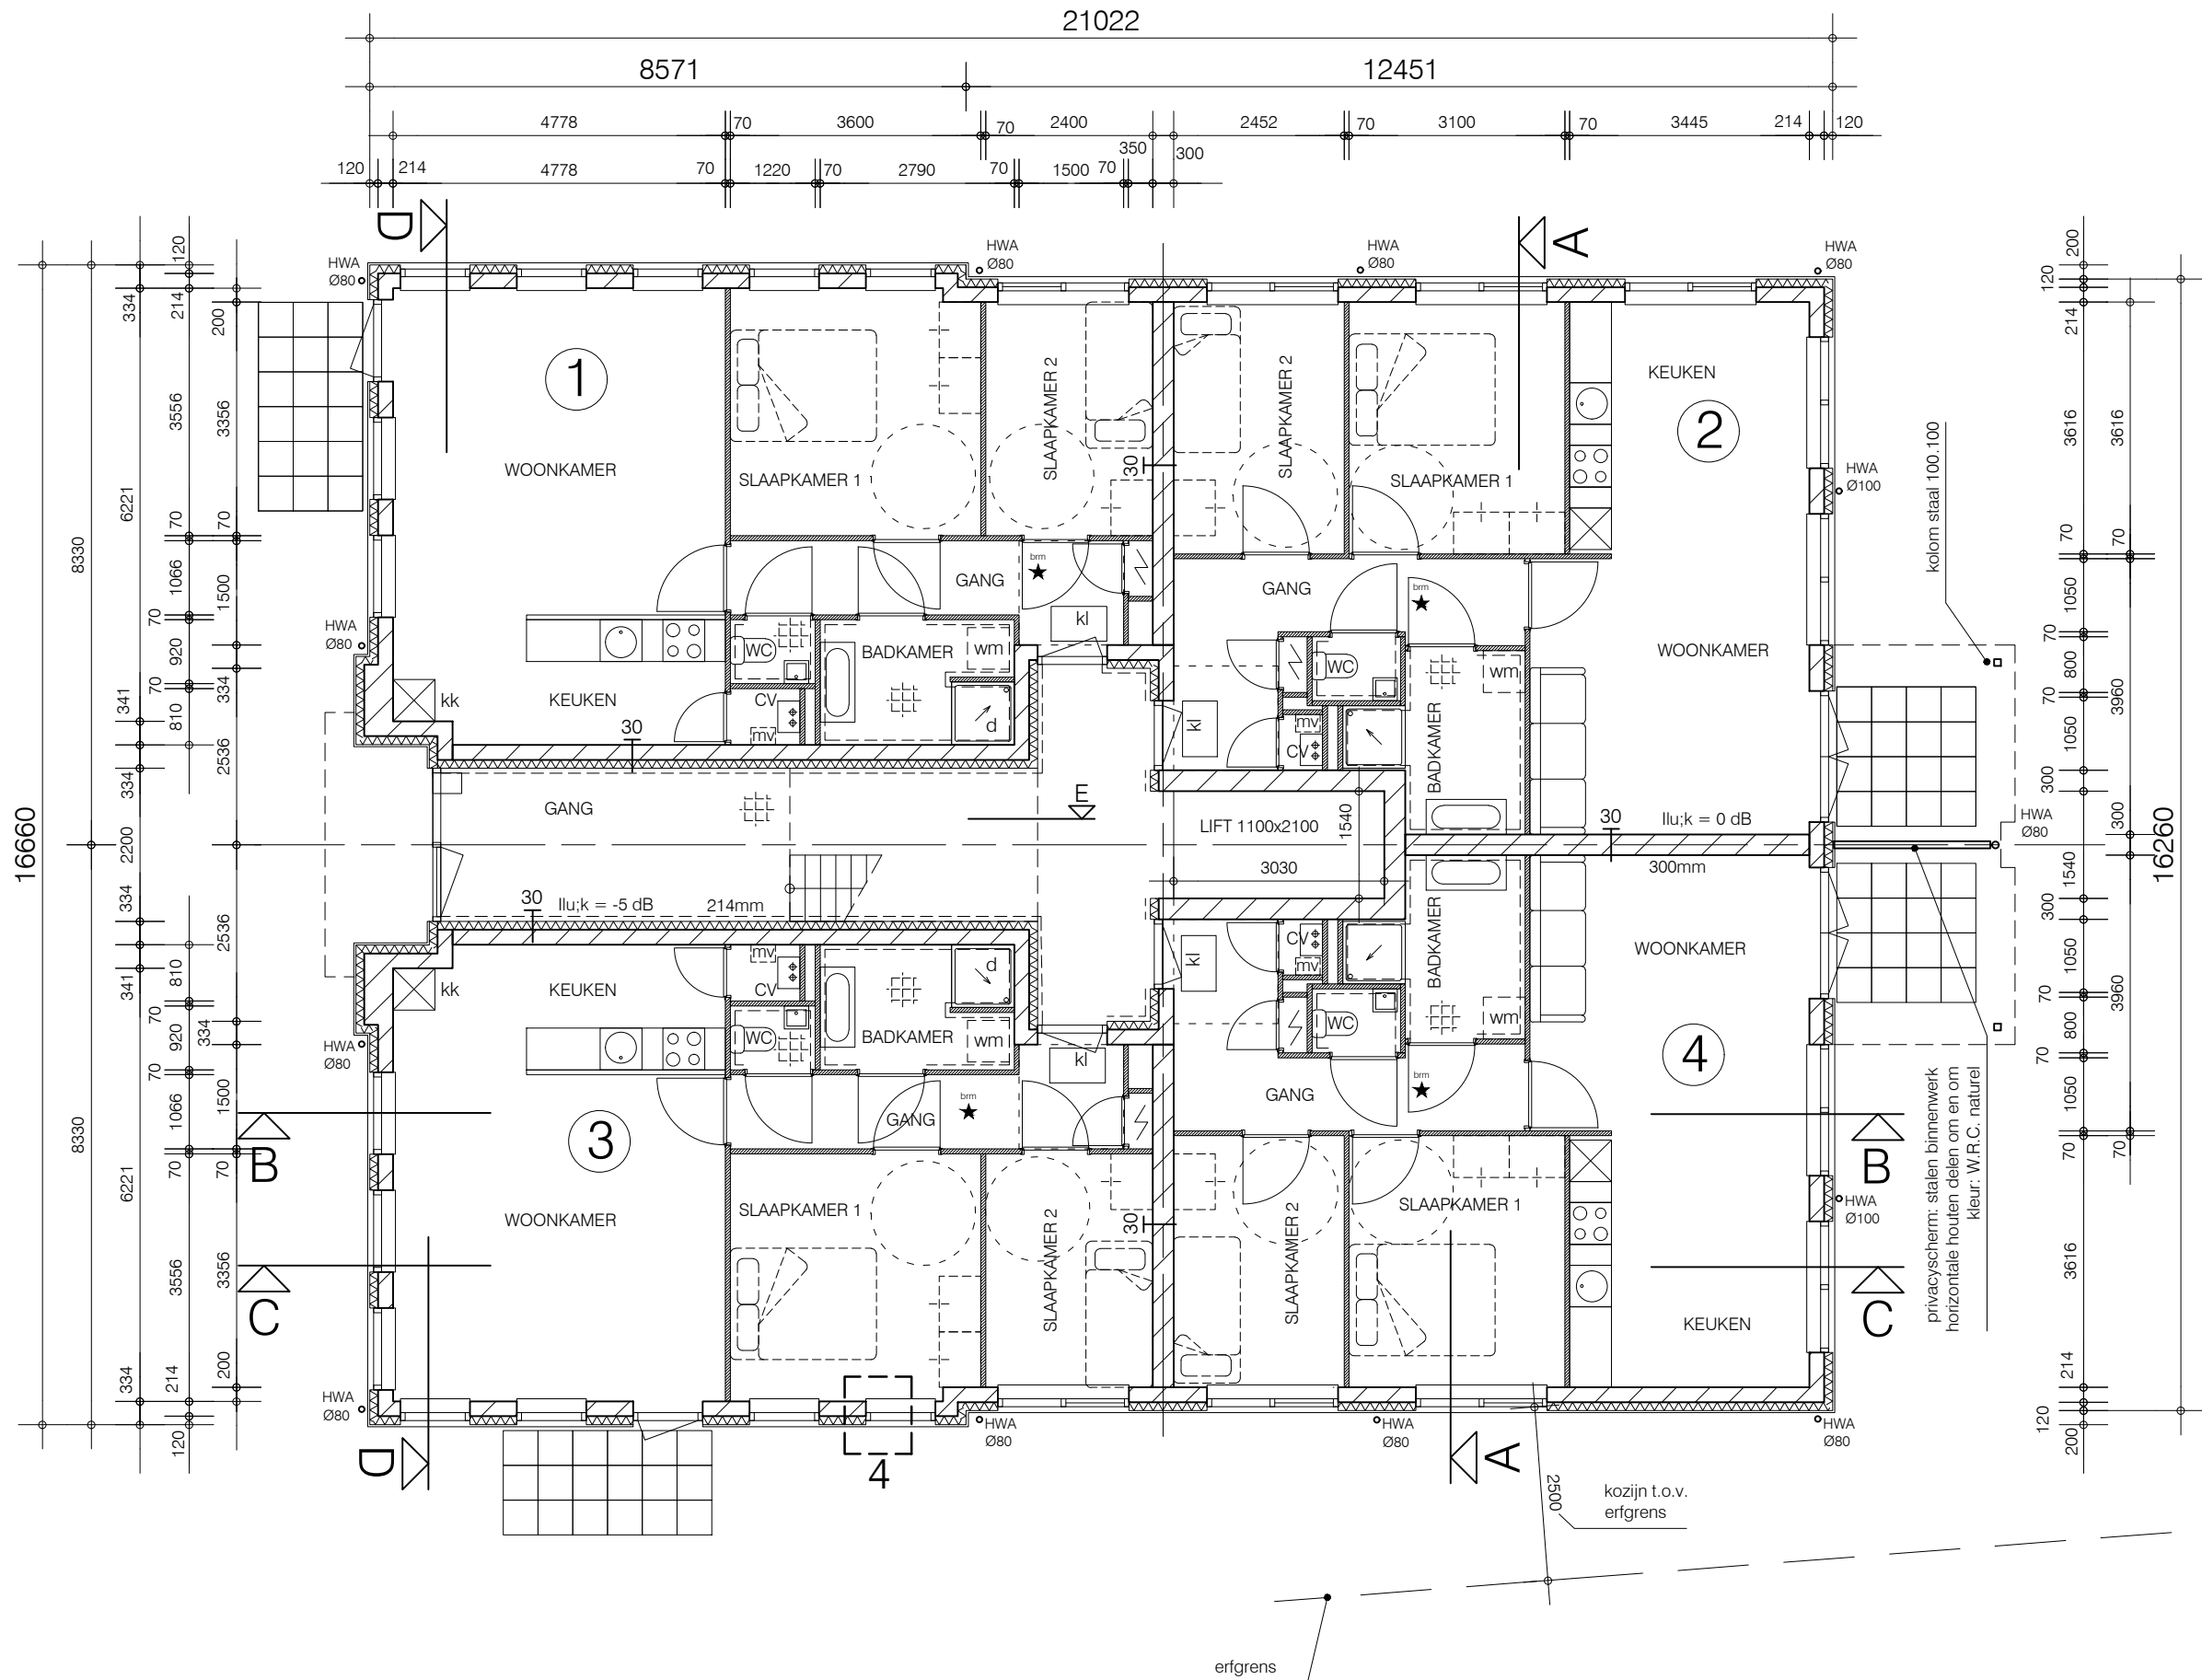 21022
8571 12451
4778 70 3600 70 2400 2452 70 3100 70 3445 214 120
350 300
120 214 4778 70 1220 70 2790 70 1500 70
D
A
HWA
Ø80
HWA
Ø80
HWA
Ø80
HWA
Ø80
16660
8330
8330
334
6221
341
334
2200
334
341
6221
334
120
214
3556
70
1066
70
920
70
810
810
70
920
70
1066
70
3556
214
120
200
3356
70
1500
334
2536
2536
334
1500
70
3356
200
1
WOONKAMER
SLAAPKAMER 1
SLAAPKAMER 2
30
SLAAPKAMER 2
SLAAPKAMER 1
KEUKEN
2
HWA
Ø100
kolom staal 100.100
GANG
brm
kl
GANG
brm
WOONKAMER
HWA
Ø80
WC
BADKAMER
wm
KEUKEN
kk
CV
mv
d
30
WC
wm
kl
mv
CV
BADKAMER
GANG
E
LIFT 1100x2100
1540
3030
30
Ilu;k = 0 dB
300mm
HWA
Ø80
30
Ilu;k = -5 dB
214mm
KEUKEN
kk
mv
CV
d
WC
BADKAMER
wm
kl
kl
CV
mv
WC
BADKAMER
wm
WOONKAMER
HWA
Ø80
GANG
brm
GANG
brm
4
3
B
B
WOONKAMER
SLAAPKAMER 1
SLAAPKAMER 2
30
SLAAPKAMER 2
SLAAPKAMER 1
HWA
Ø100
KEUKEN
C
C
privacyscherm: stalen binnenwerk
horizontale houten delen om en om
kleur: W.R.C. naturel
200
120
214
3616
70
1050
70
800
70
1050
300
1540
300
1050
70
800
70
1050
70
3616
214
120
200
3616
70
3960
300
3960
70
16260
HWA
Ø80
HWA
Ø80
HWA
Ø80
HWA
Ø80
D
4
A
2500
kozijn t.o.v.
erfgrens
erfgrens